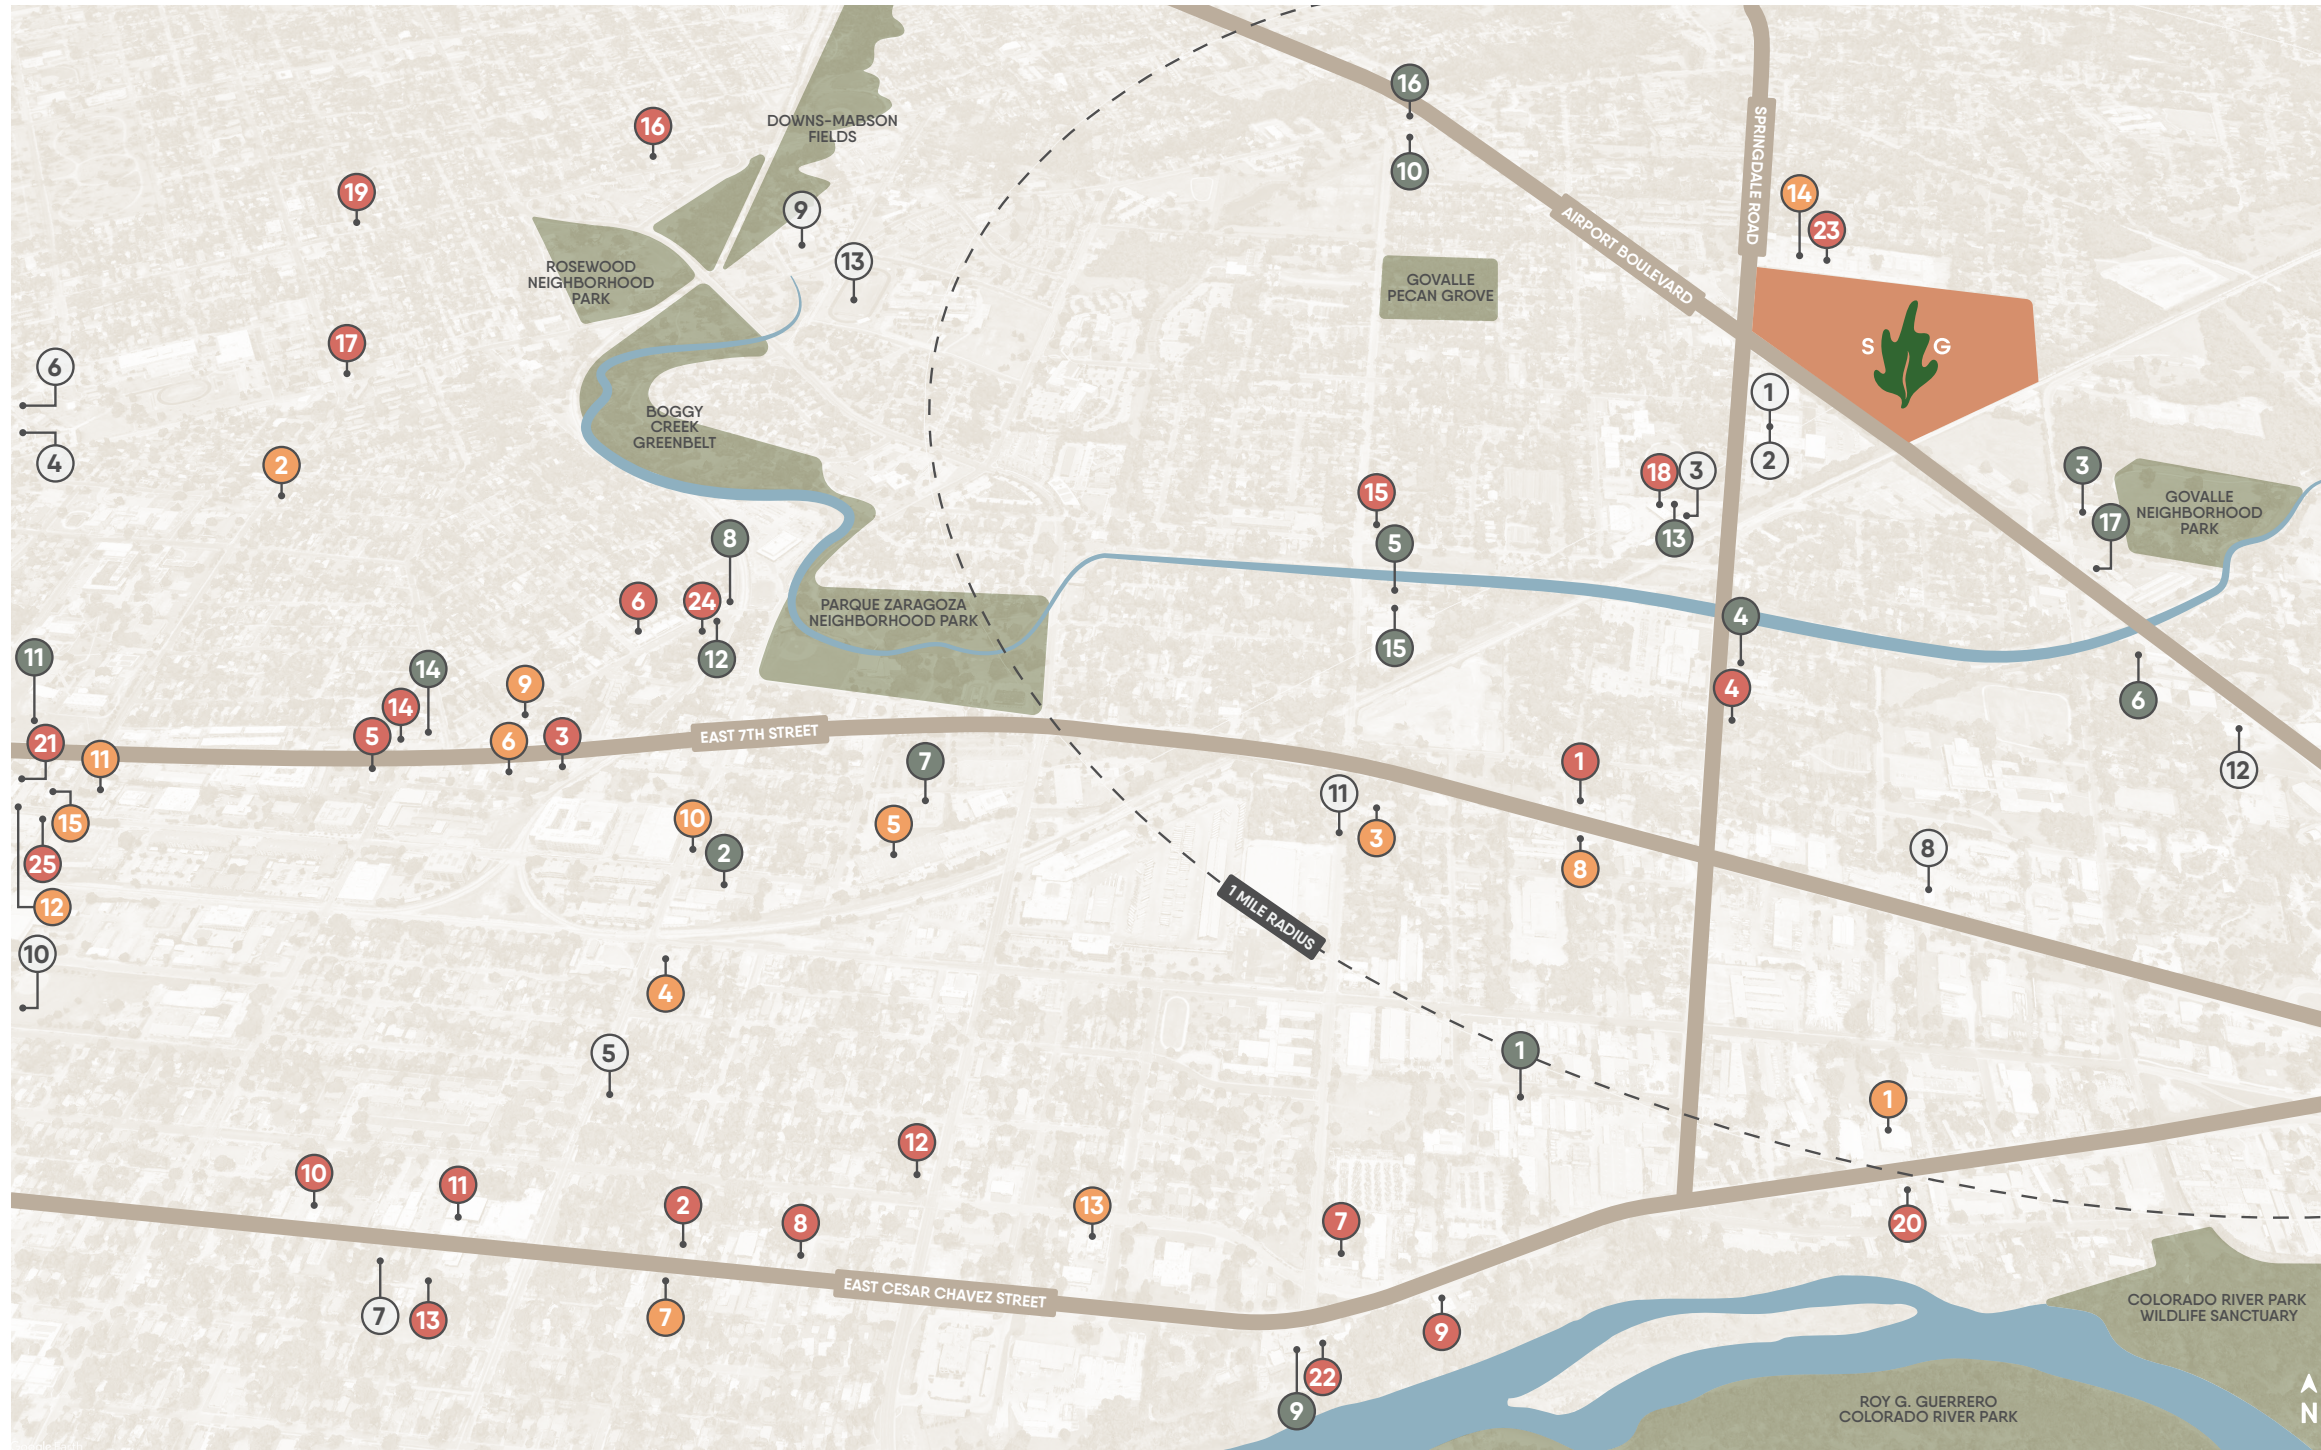 16
DOWNS-MABSON
FIELDS
16
10
19
9
13
SPRINGDALE ROAD
14
23
AIRPORT BOULEVARD
ROSEWOOD
NEIGHBORHOOD
PARK
GOVALLE
PECAN GROVE
S G
17
6
4
1
2
BOGGY
CREEK
GREENBELT
2
15
5
15
18
3
13
3
17
GOVALLE
NEIGHBORHOOD
PARK
8
6
24
12
PARQUE ZARAGOZA
NEIGHBORHOOD PARK
4
4
6
12
11
21
11
15
25
12
10
14
14
5
9
6
3
EAST 7TH STREET
7
5
10
2
11
3
1
8
8
1 MILE RADIUS
4
5
1
1
12
10
11
2
8
13
7
20
EAST CESAR CHAVEZ STREET
7
13
7
9
22
9
COLORADO RIVER PARK
WILDLIFE SANCTUARY
ROY G. GUERRERO
COLORADO RIVER PARK
N